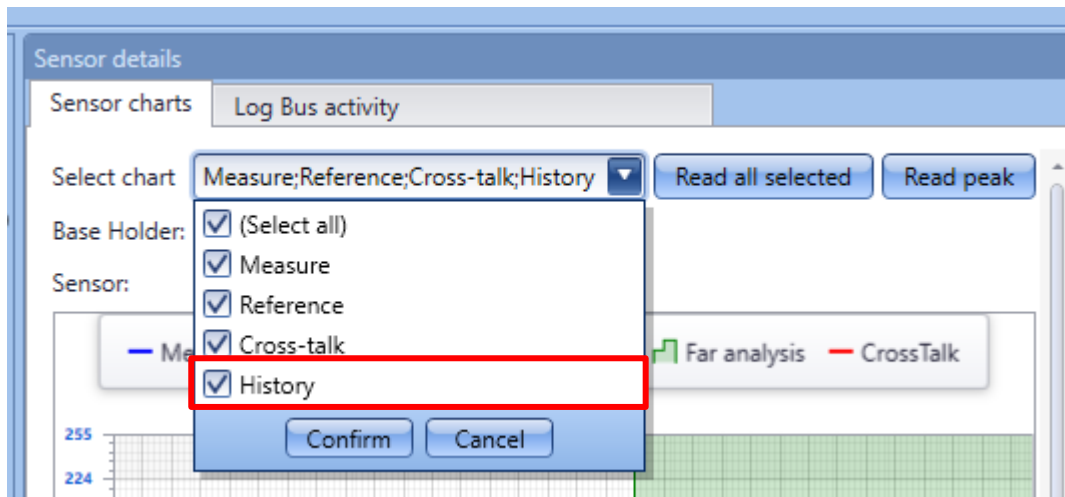 Sensor details
Sensor charts Log Bus activity
Select chart Measure;Reference;Cross-talk;History Read all selected Read peak
Base Holder: (Select all)
Measure
Sensor:
Reference
Cross-talk
Far analysis CrossTalk
History
Confirm Cancel
255
224